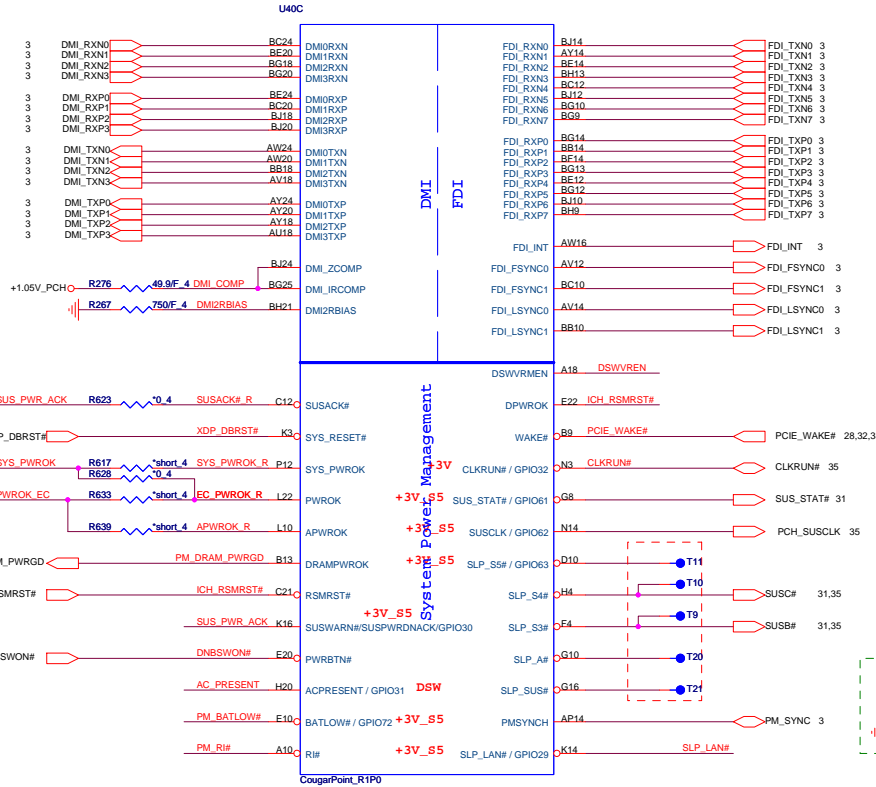 U40C
3 DMI_RXN0 BC24 DMI0RXN FDI_RXN0 BJ14 FDI_TXN0 3
3 DMI_RXN1 BE20 DMI1RXN FDI_RXN1 AY14 FDI_TXN1 3
3 DMI_RXN2 BG18 DMI2RXN FDI_RXN2 BE14 FDI_TXN2 3
3 DMI_RXN3 BG20 DMI3RXN FDI_RXN3 BH13 FDI_TXN3 3
FDI_RXN4 BC12 FDI_TXN4 3
3 DMI_RXP0 BE24 DMI0RXP FDI_RXN5 BJ12 FDI_TXN5 3
3 DMI_RXP1 BC20 DMI1RXP FDI_RXN6 BG10 FDI_TXN6 3
3 DMI_RXP2 BJ18 DMI2RXP FDI_RXN7 BG9 FDI_TXN7 3
3 DMI_RXP3 BJ20 DMI3RXP
FDI_RXP0 BG14 FDI_TXP0 3
3 DMI_TXN0 AW24 DMI0TXN FDI_RXP1 BB14 FDI_TXP1 3
3 DMI_TXN1 AW20 DMI1TXN FDI_RXP2 BF14 FDI_TXP2 3
3 DMI_TXN2 BB18 DMI2TXN FDI_RXP3 BG13 FDI_TXP3 3
3 DMI_TXN3 AV18 DMI3TXN FDI_RXP4 BE12 FDI_TXP4 3
FDI_RXP5 BG12 FDI_TXP5 3
3 DMI_TXP0 AY24 DMI0TXP FDI_RXP6 BJ10 FDI_TXP6 3
3 DMI_TXP1 AY20 DMI1TXP FDI_RXP7 BH9 FDI_TXP7 3
3 DMI_TXP2 AY18 DMI2TXP
3 DMI_TXP3 AU18 DMI3TXP
DMI FDI
FDI_INT AW16 FDI_INT 3
BJ24 DMI_ZCOMP FDI_FSYNC0 AV12 FDI_FSYNC0 3
+1.05V_PCH R276 49.9/F_4 DMI_COMP BG25 DMI_IRCOMP FDI_FSYNC1 BC10 FDI_FSYNC1 3
R267 750/F_4 DMI2RBIAS BH21 DMI2RBIAS FDI_LSYNC0 AV14 FDI_LSYNC0 3
FDI_LSYNC1 BB10 FDI_LSYNC1 3
System Power Management
DSWVRMEN A18 DSWVREN
SUS_PWR_ACK R623 *0_4 SUSACK#_R C12 SUSACK# DPWROK E22 ICH_RSMRST#
P_DBRST# XDP_DBRST# K3 SYS_RESET# WAKE# B9 PCIE_WAKE# PCIE_WAKE# 28,32,3
SYS_PWROK R617 *short_4 SYS_PWROK_R P12 SYS_PWROK +3V CLKRUN# / GPIO32 N3 CLKRUN# CLKRUN# 35
R628 *0_4
PWROK_EC R633 *short_4 EC_PWROK_R L22 PWROK +3V_S5 SUS_STAT# / GPIO61 G8 SUS_STAT# 31
R639 *short_4 APWROK_R L10 APWROK +3V_S5 SUSCLK / GPIO62 N14 PCH_SUSCLK 35
M_PWRGD PM_DRAM_PWRGD B13 DRAMPWROK +3V_S5 SLP_S5# / GPIO63 D10 T11
T10
SMRST# ICH_RSMRST# C21 RSMRST# SLP_S4# H4 SUSC# 31,35
T9
SUS_PWR_ACK K16 SUSWARN#/SUSPWRDNACK/GPIO30 +3V_S5 SLP_S3# F4 SUSB# 31,35
SWON# DNBSWON# E20 PWRBTN# SLP_A# G10 T20
AC_PRESENT H20 ACPRESENT / GPIO31 DSW SLP_SUS# G16 T21
PM_BATLOW# E10 BATLOW# / GPIO72 +3V_S5 PMSYNCH AP14 PM_SYNC 3
PM_RI# A10 RI# +3V_S5 SLP_LAN# / GPIO29 K14 SLP_LAN#
CougarPoint_R1P0